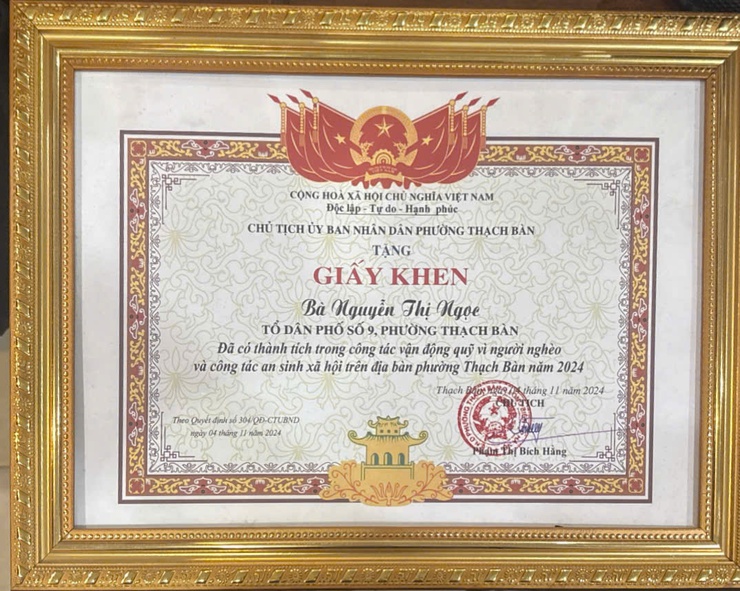 CỘNG HOÀ XÃ HỘI CHỦ NGHĨA VIỆT NAM
Độc lập - Tự do - Hạnh phúc
CHỦ TỊCH ỦY BAN NHÂN DÂN PHƯỜNG THẠCH BÀN
TẶNG
GIẤY KHEN
Bà Nguyễn Thị Ngọc
TỔ DÂN PHỐ SỐ 9, PHƯỜNG THẠCH BÀN
Đã có thành tích trong công tác vận động quỹ vì người nghèo
và công tác an sinh xã hội trên địa bàn phường Thạch Bàn năm 2024
Thạch Bàn, ngày 04 tháng 11 năm 2024
CHỦ TỊCH
Theo Quyết định số 304/QĐ-CTUBND
ngày 04 tháng 11 năm 2024
Phạm Thị Bích Hằng